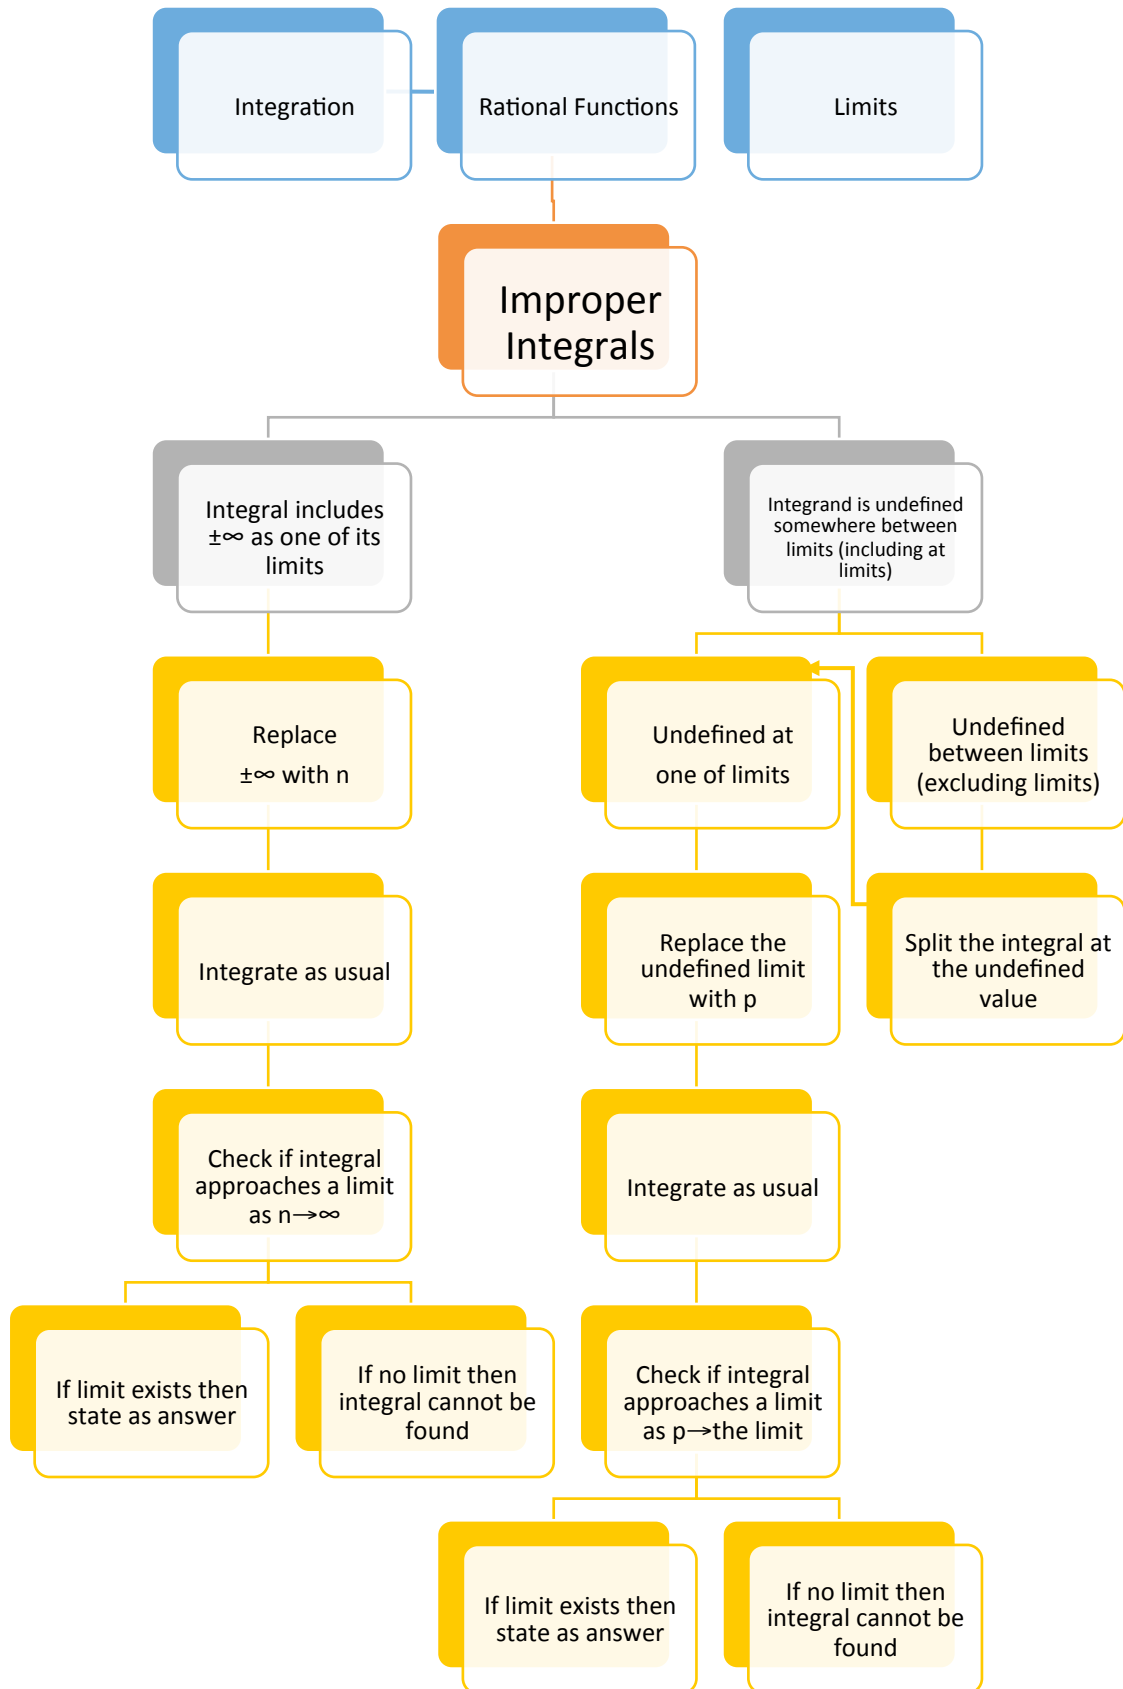 Integration
Rational Functions
Limits
Improper
Integrals
Integral includes
±∞ as one of its
limits
Integrand is undefined
somewhere between
limits (including at
limits)
Replace
±∞ with n
Undefined at
one of limits
Undefined
between limits
(excluding limits)
Integrate as usual
Replace the
undefined limit
with p
Split the integral at
the undefined
value
Check if integral
approaches a limit
as n→∞
Integrate as usual
If limit exists then
state as answer
If no limit then
integral cannot be
found
Check if integral
approaches a limit
as p→the limit
If limit exists then
state as answer
If no limit then
integral cannot be
found